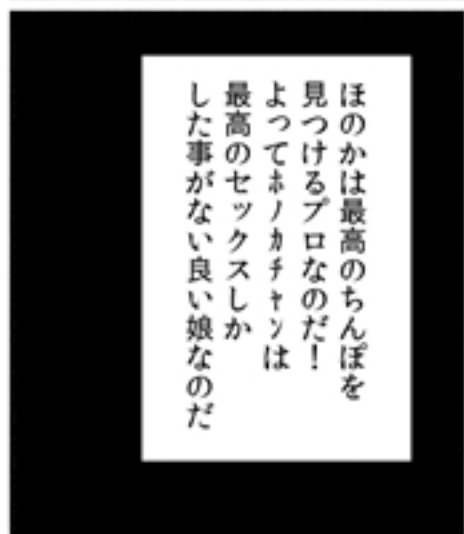 ほのかは最高のちんぽを
見つけるプロなのだ！
よってﾎﾉｶﾁｬﾝは
最高のセックスしか
した事がない良い娘なのだ